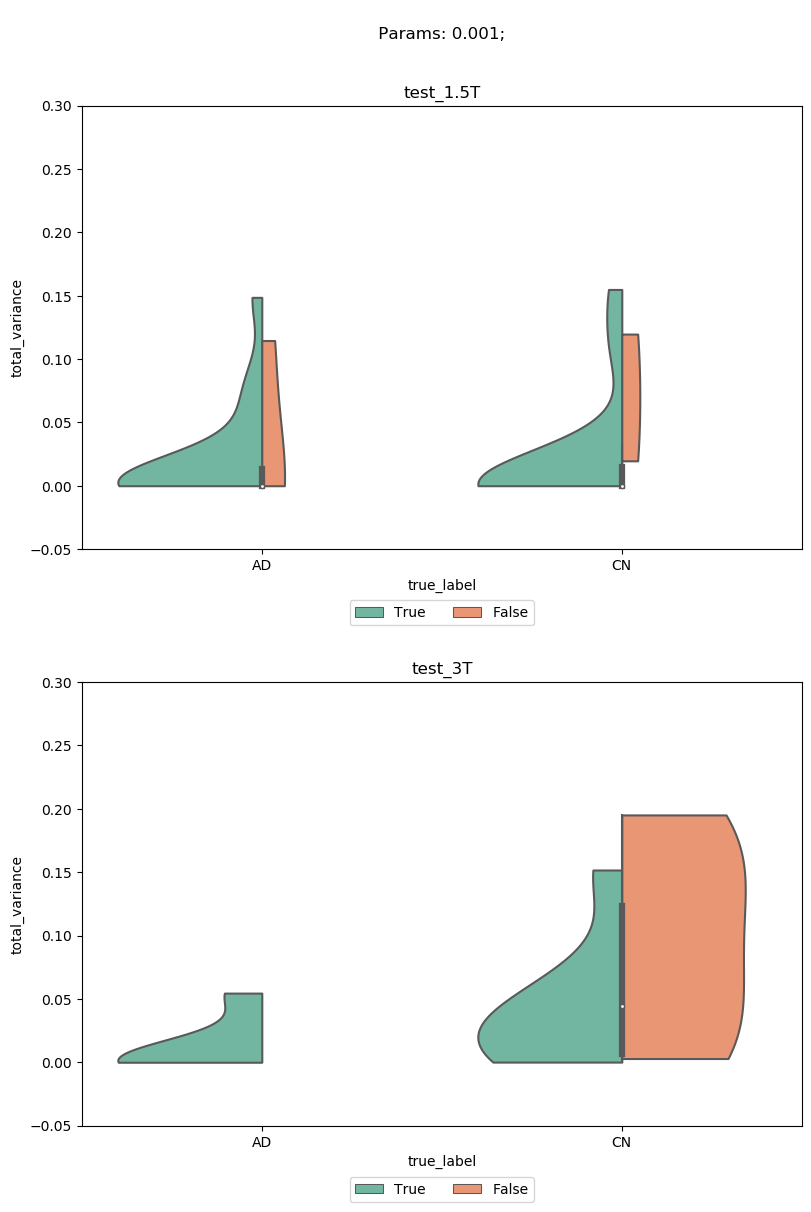 Params: 0.001;
test_1.5T
0.30
0.25
0.20
0.15
0.10
0.05
0.00
−0.05
total_variance
AD CN
true_label
True False
test_3T
0.30
0.25
0.20
0.15
0.10
0.05
0.00
−0.05
total_variance
AD CN
true_label
True False